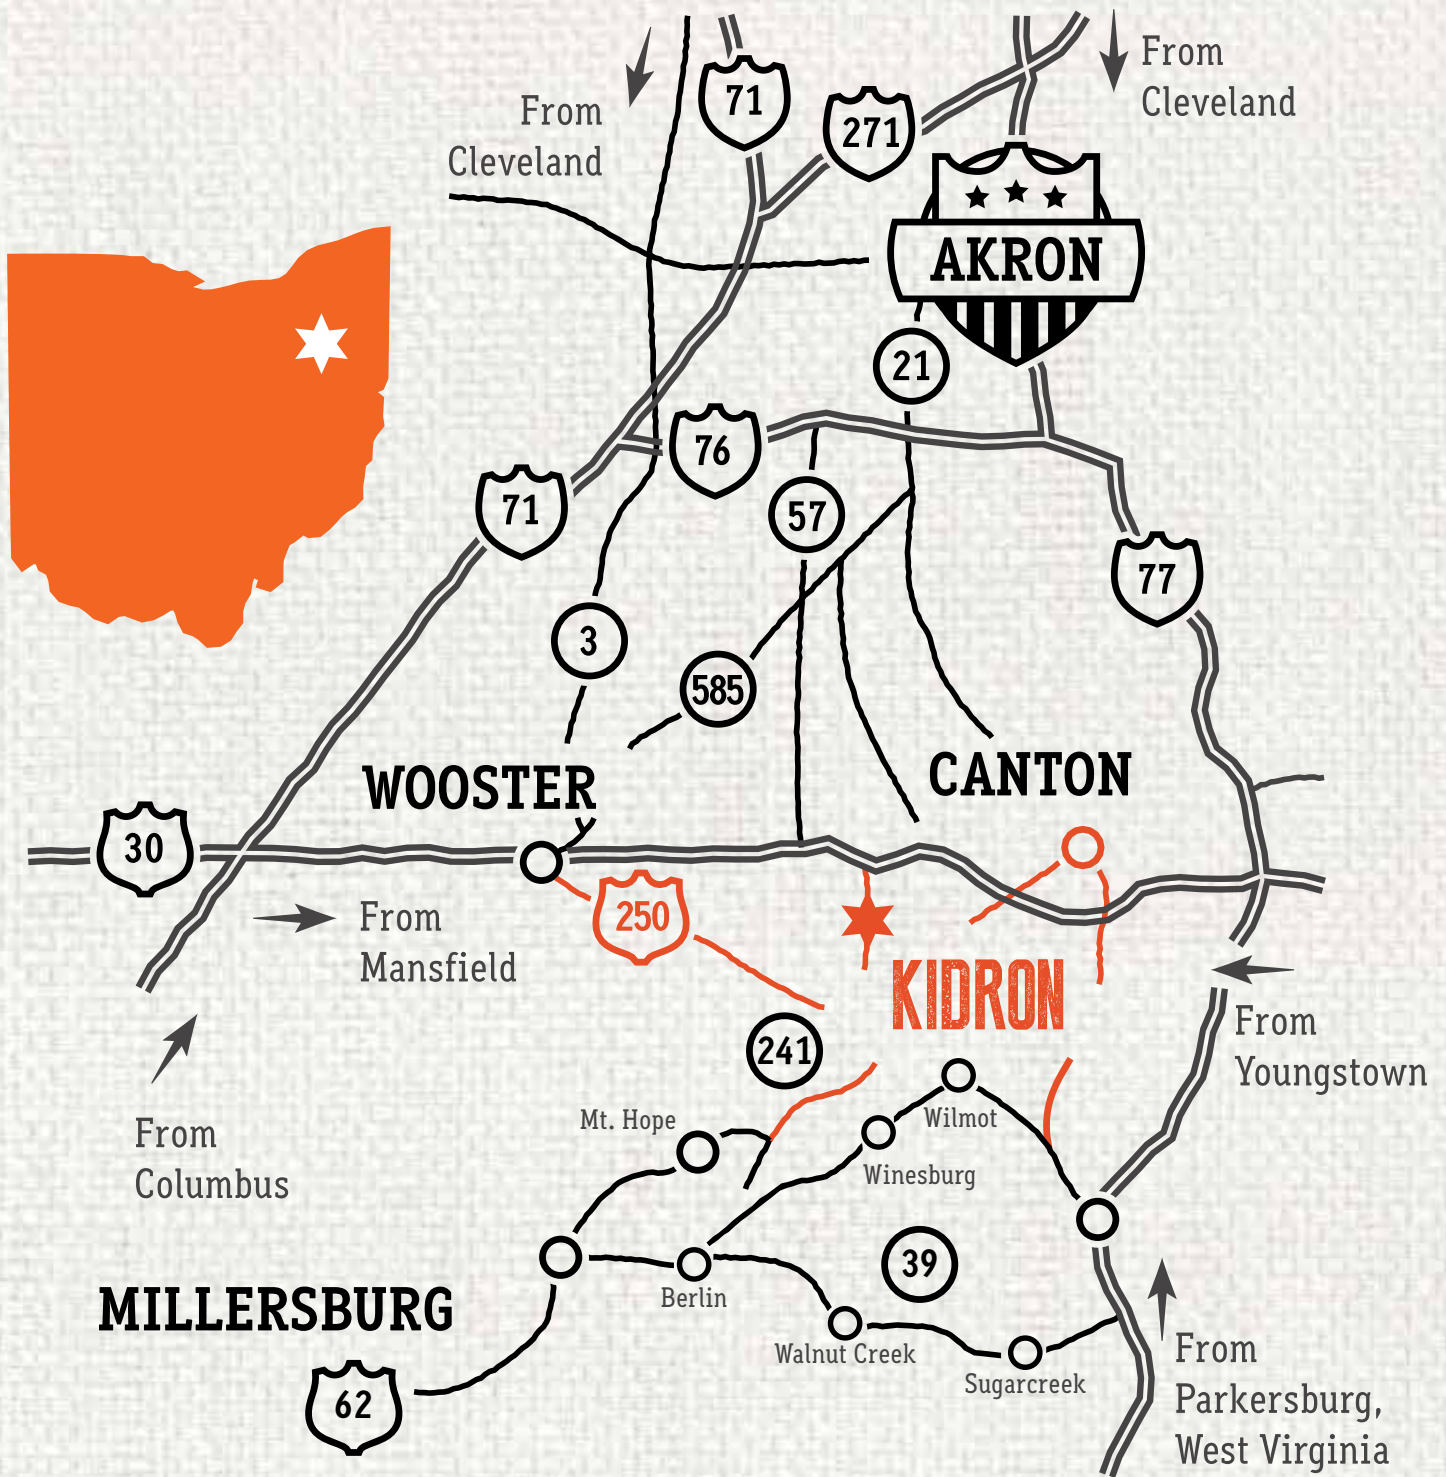 71
271
From
Cleveland
From
Cleveland
AKRON
21
76
71
57
77
3
585
WOOSTER
CANTON
30
250
From
Mansfield
KIDRON
From
Youngstown
241
From
Columbus
Mt. Hope
Wilmot
Winesburg
39
MILLERSBURG
Berlin
Walnut Creek
Sugarcreek
62
From
Parkersburg,
West Virginia